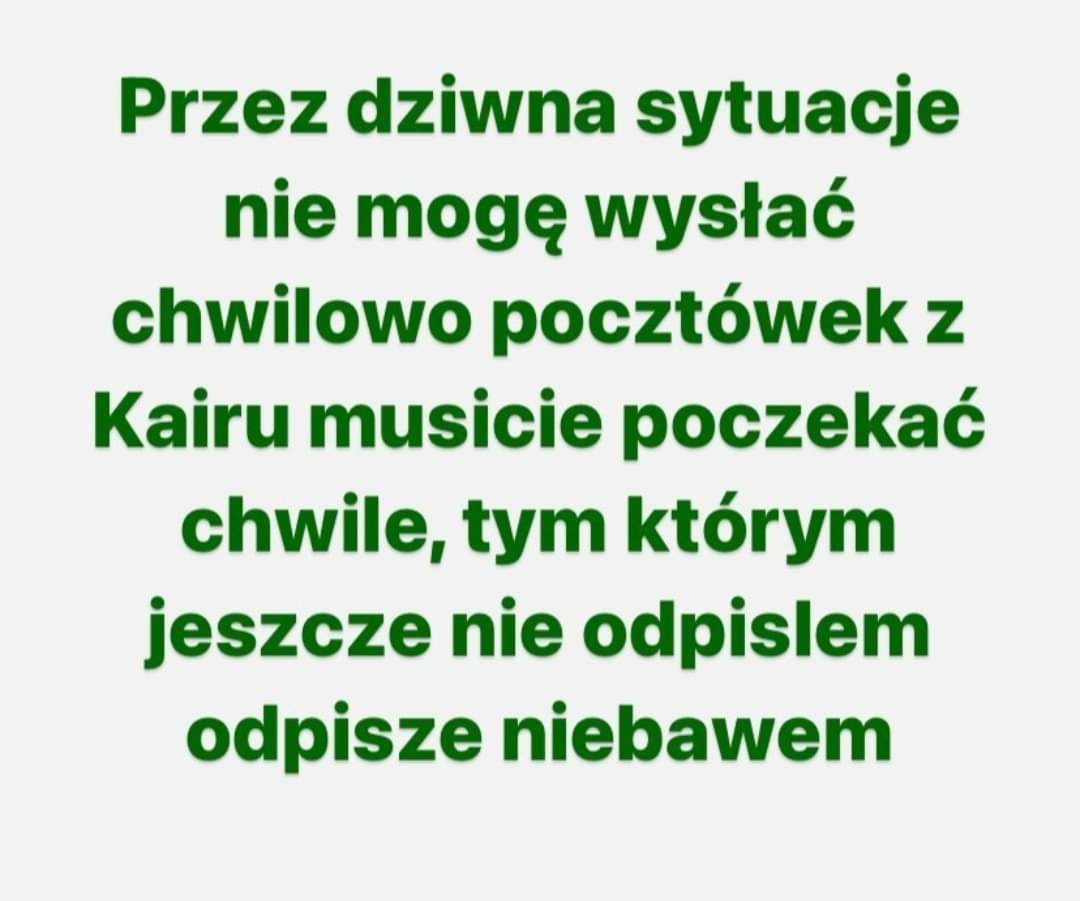 Przez dziwna sytuacje
nie mogę wysłać
chwilowo pocztówek z
Kairu musicie poczekać
chwile, tym którym
jeszcze nie odpislem
odpisze niebawem